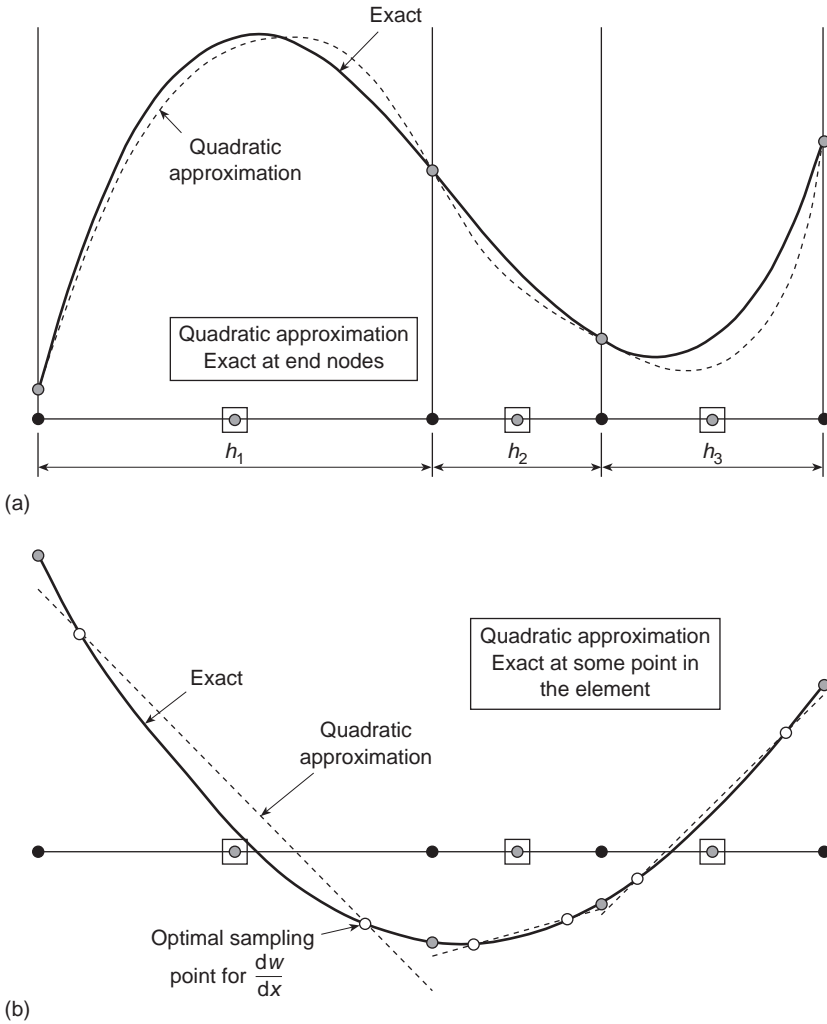 Exact
Quadratic
approximation
Quadratic approximation
Exact at end nodes
h1
h2
h3
(a)
Quadratic approximation
Exact at some point in
the element
Exact
Quadratic
approximation
Optimal sampling
point for dw/dx
(b)